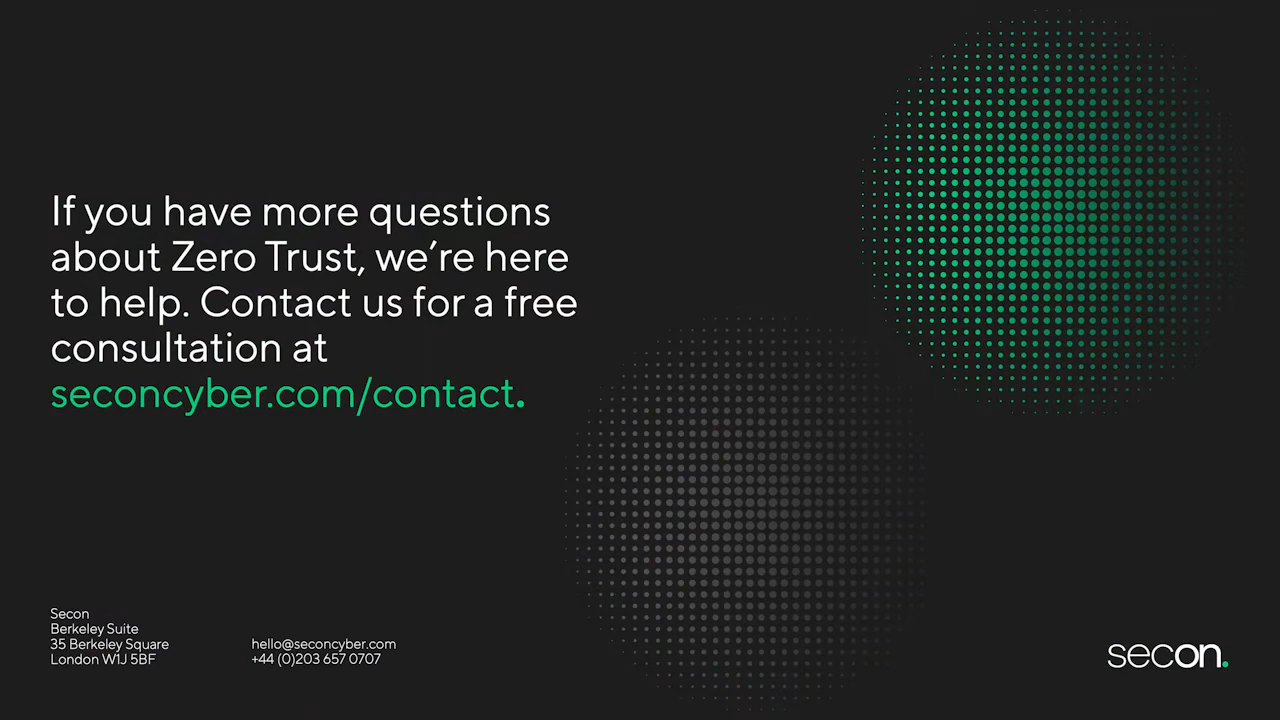 If you have more questions
about Zero Trust, we’re here
to help. Contact us for a free
consultation at
seconcyber.com/contact.
Secon
Berkeley Suite
35 Berkeley Square
London W1J 5BF
hello@seconcyber.com
+44 (0)203 657 0707
secon.